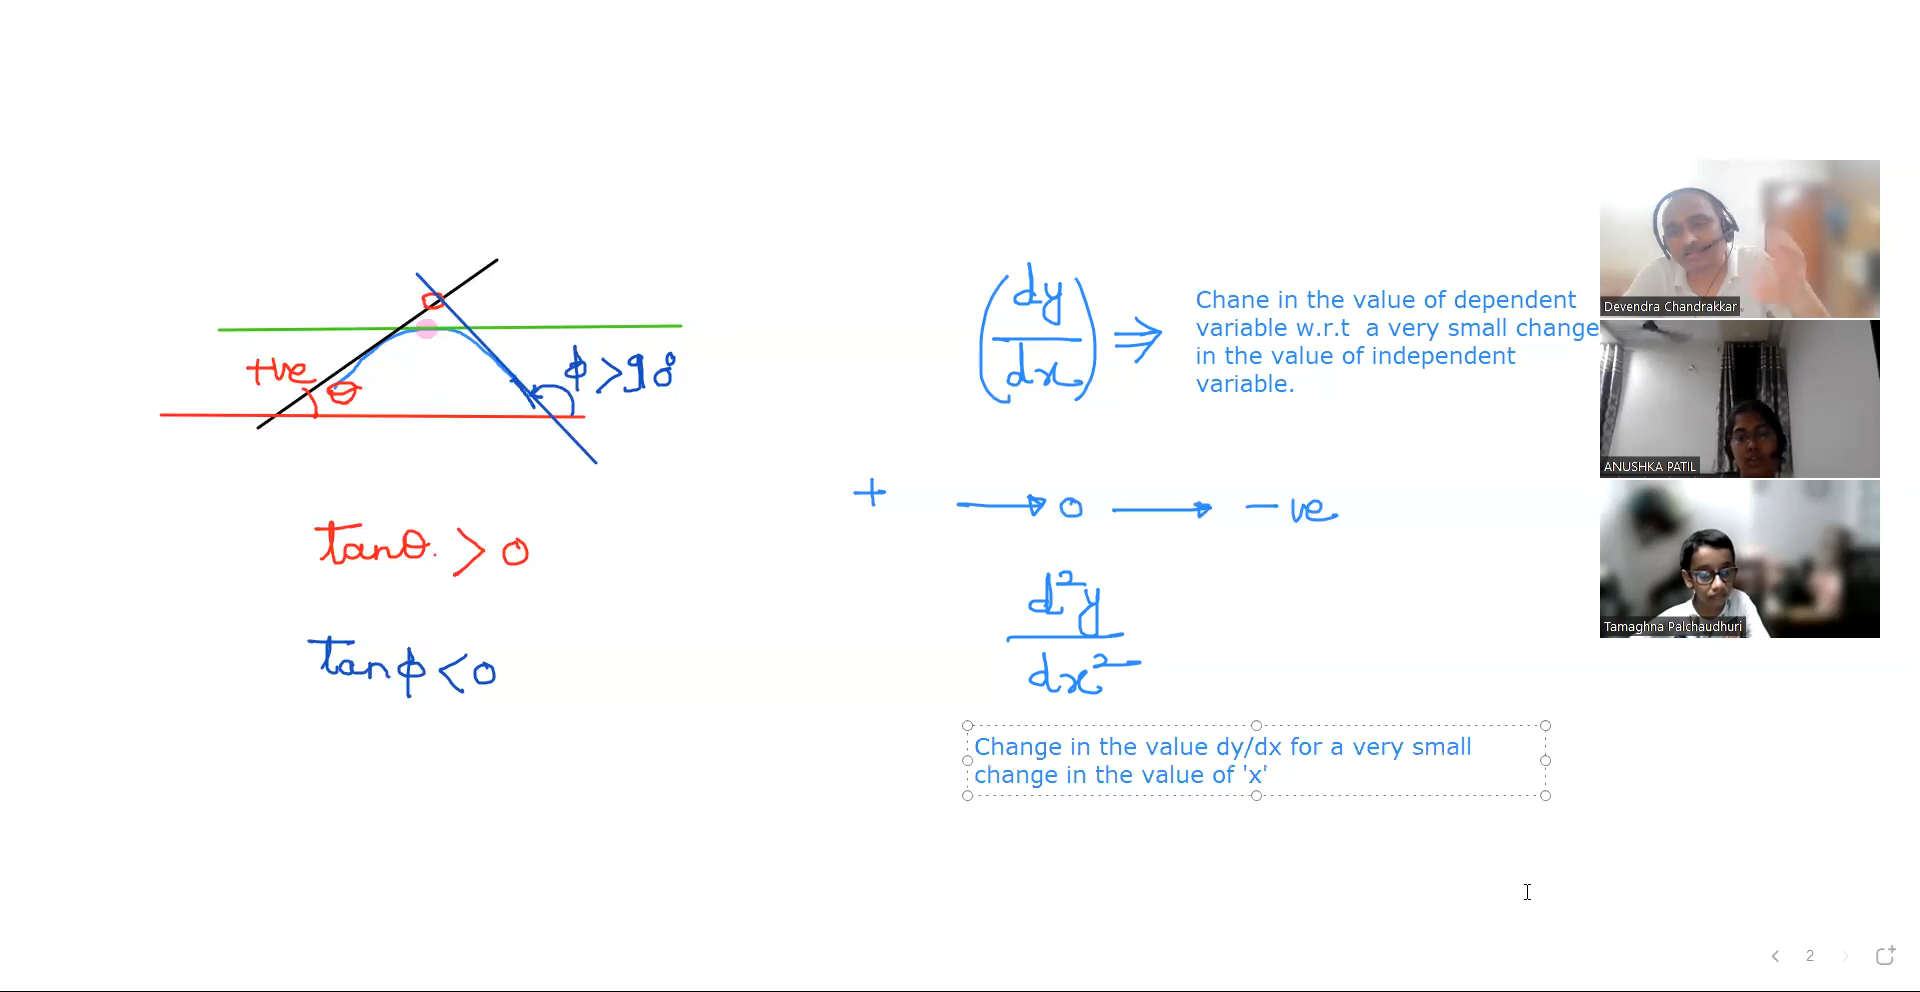 +ve
θ
ϕ > 90°
tanθ. > 0
tanϕ < 0
(dy/dx) ⇒
Chane in the value of dependent
variable w.r.t a very small change
in the value of independent
variable.
+ → 0 → -ve
d²y/dx²
Change in the value dy/dx for a very small
change in the value of 'x'
Devendra Chandrakkar
ANUSHKA PATIL
Tamaghna Palchaudhuri
2